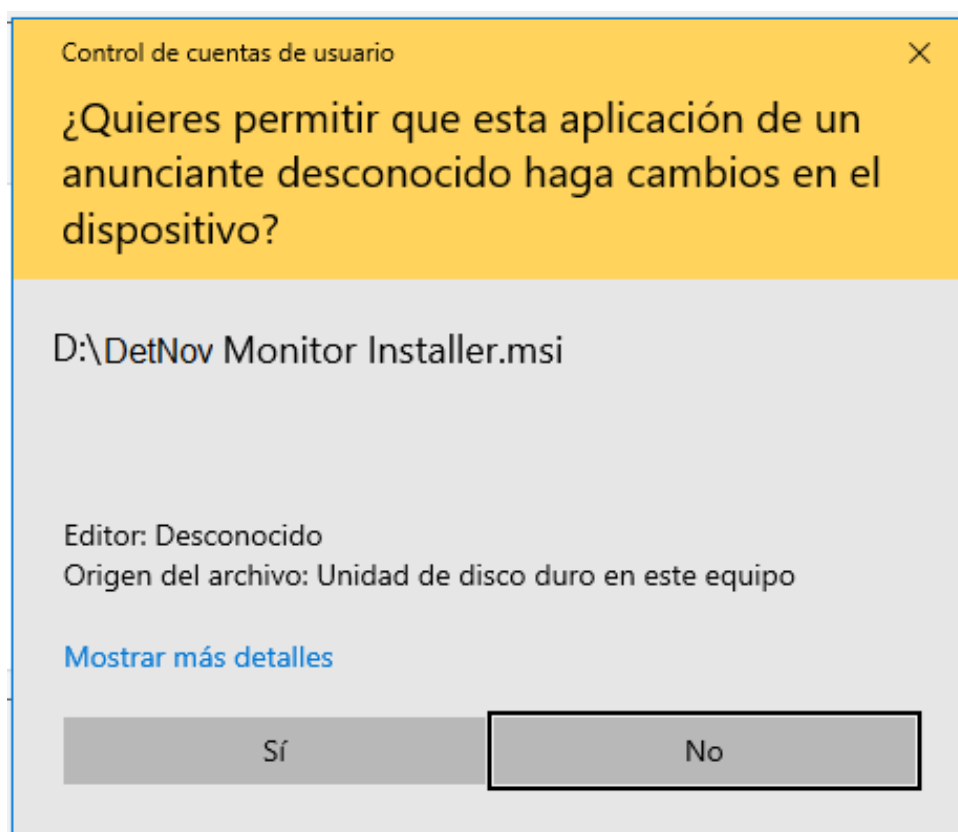 Control de cuentas de usuario
¿Quieres permitir que esta aplicación de un
anunciante desconocido haga cambios en el
dispositivo?
D:\DetNov Monitor Installer.msi
Editor: Desconocido
Origen del archivo: Unidad de disco duro en este equipo
Mostrar más detalles
Sí
No